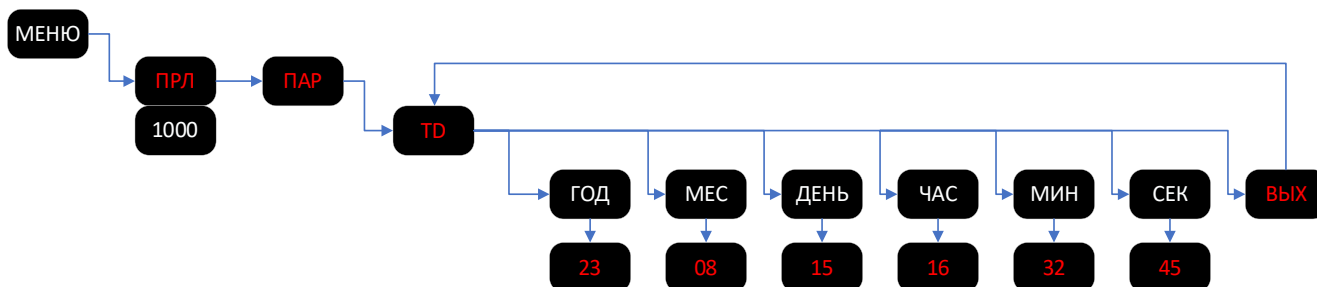 МЕНЮ
ПРЛ
ПАР
1000
TD
ГОД
МЕС
ДЕНЬ
ЧАС
МИН
СЕК
ВЫХ
23
08
15
16
32
45